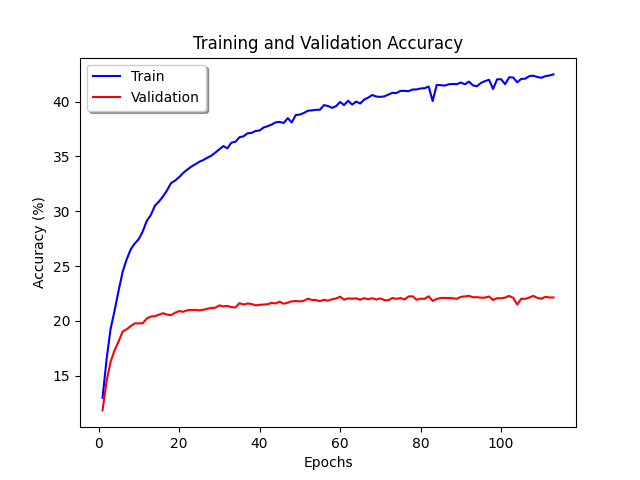 Training and Validation Accuracy
Train
Validation
Accuracy (%)
40
35
30
25
20
15
0 20 40 60 80 100
Epochs